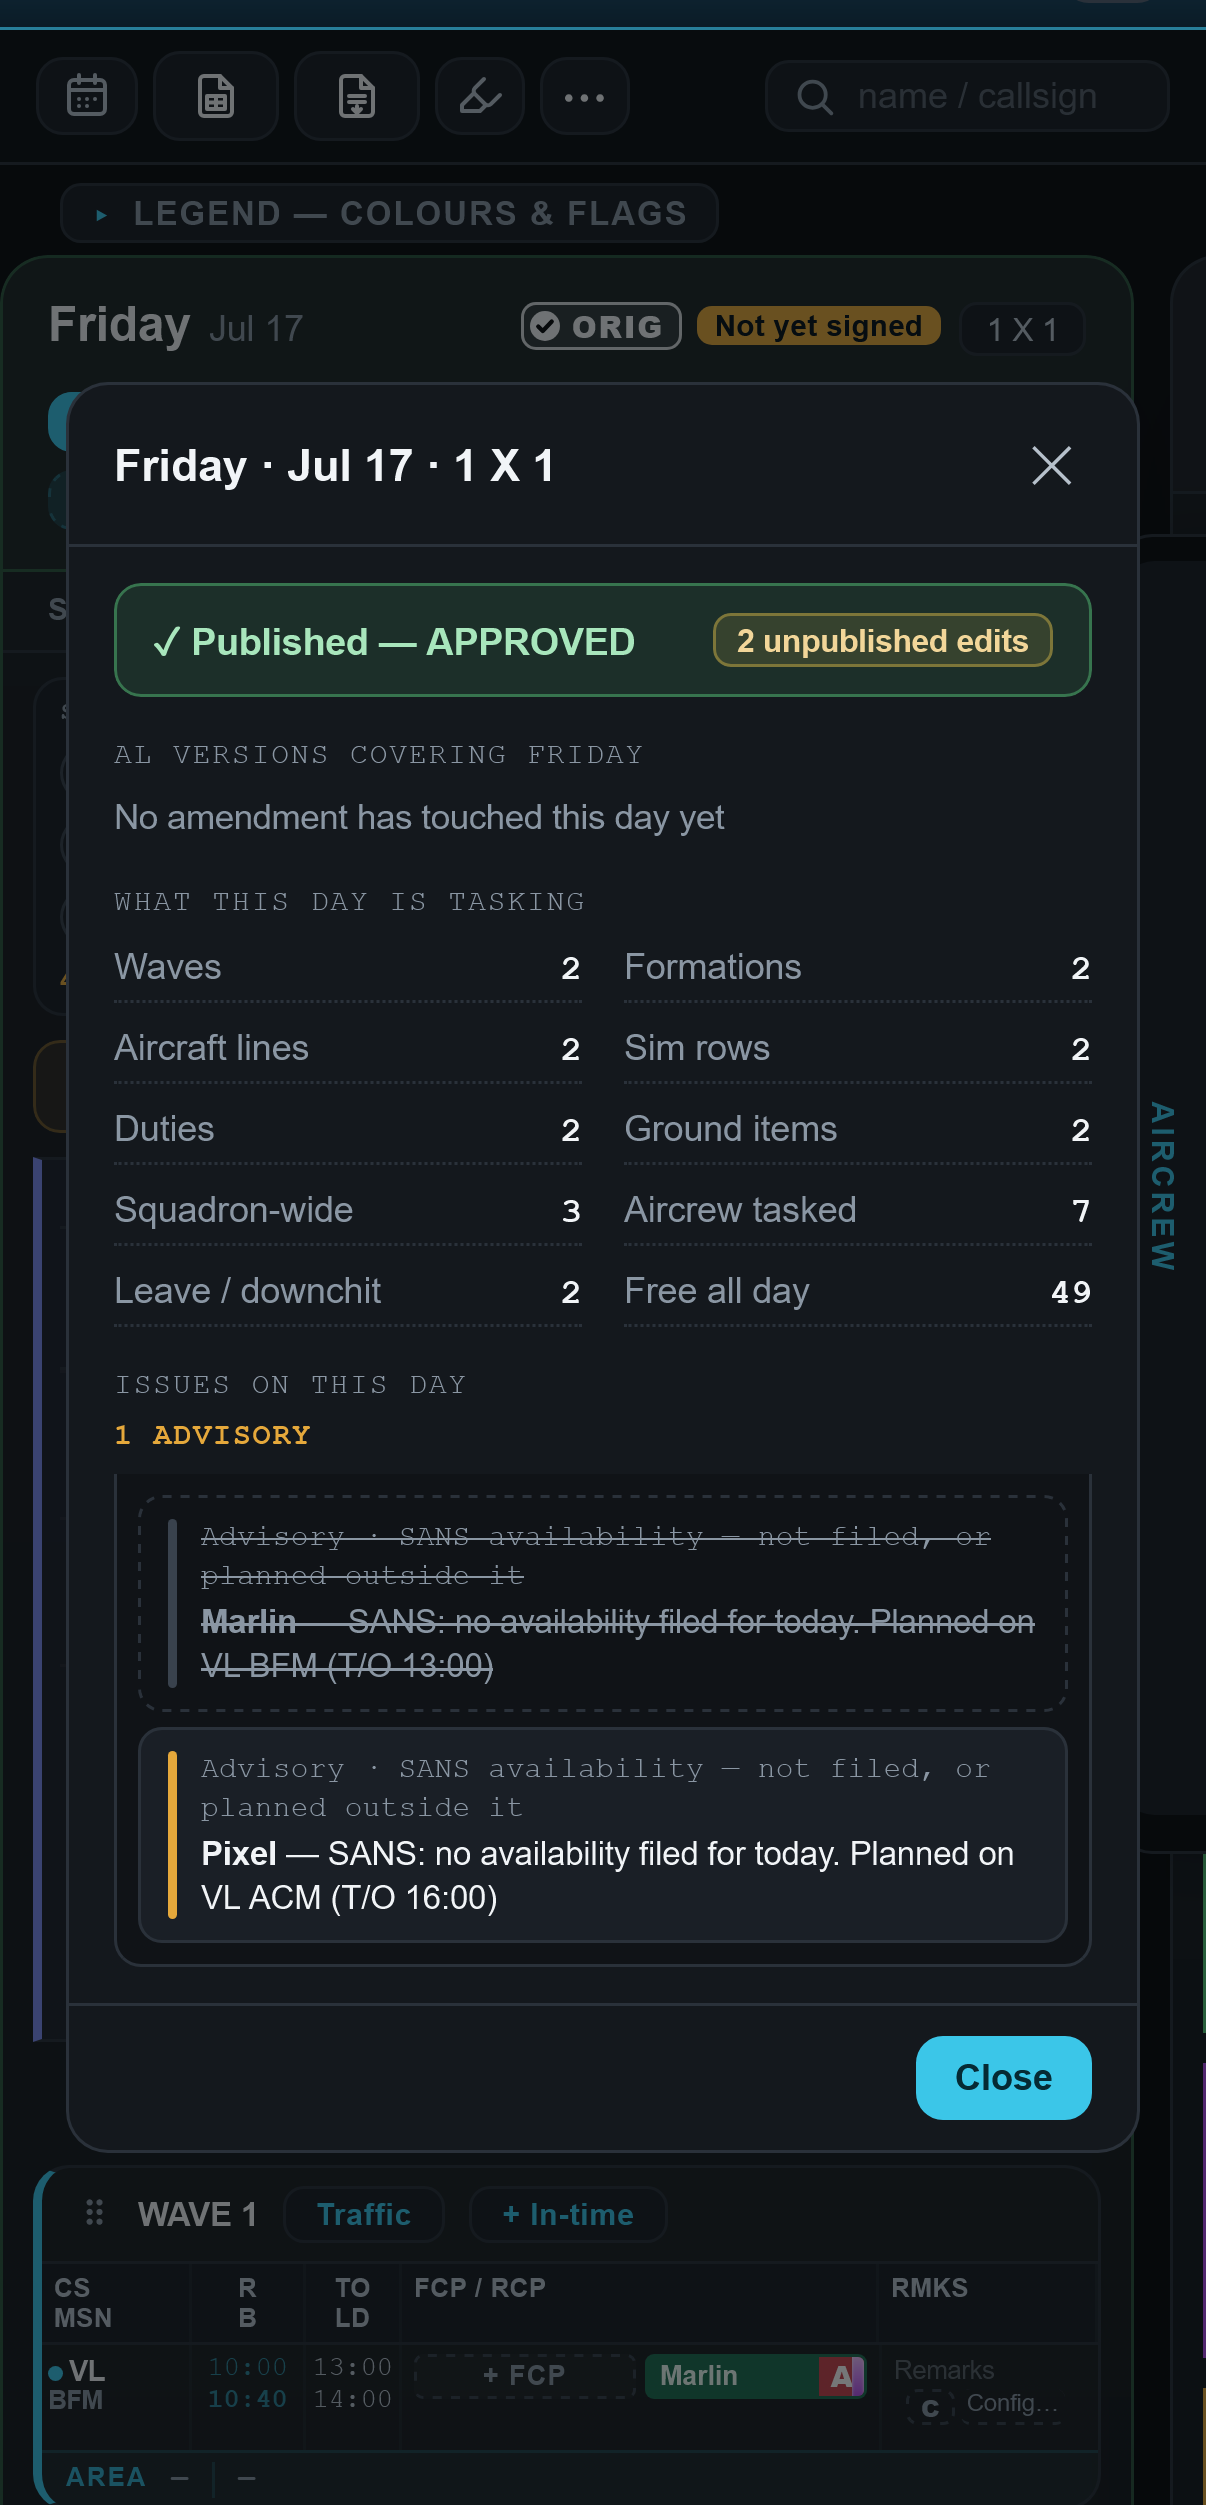 name / callsign
▸ LEGEND — COLOURS & FLAGS
Friday Jul 17 ORIG Not yet signed 1 X 1
Friday · Jul 17 · 1 X 1
✓ Published — APPROVED 2 unpublished edits
AL VERSIONS COVERING FRIDAY
No amendment has touched this day yet
WHAT THIS DAY IS TASKING
Waves 2 Formations 2
Aircraft lines 2 Sim rows 2
Duties 2 Ground items 2
Squadron-wide 3 Aircrew tasked 7
Leave / downchit 2 Free all day 49
AIRCREW
ISSUES ON THIS DAY
1 ADVISORY
Advisory · SANS availability — not filed, or
planned outside it
Marlin — SANS: no availability filed for today. Planned on
VL BFM (T/O 13:00)
Advisory · SANS availability — not filed, or
planned outside it
Pixel — SANS: no availability filed for today. Planned on
VL ACM (T/O 16:00)
Close
WAVE 1 Traffic + In-time
CS R TO FCP / RCP RMKS
MSN B LD
VL 10:00 13:00 + FCP Marlin A Remarks
BFM 10:40 14:00 C Config…
AREA — —